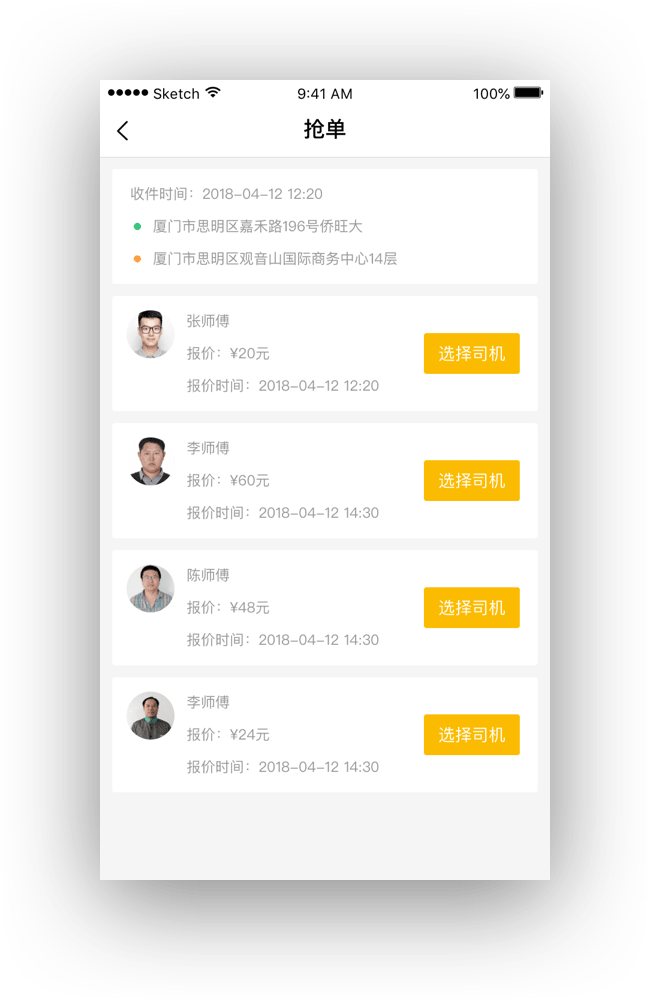 Sketch 9:41 AM 100%
抢单
收件时间：2018-04-12 12:20
厦门市思明区嘉禾路196号侨旺大
厦门市思明区观音山国际商务中心14层
张师傅
报价：¥20元
选择司机
报价时间：2018-04-12 12:20
李师傅
报价：¥60元
选择司机
报价时间：2018-04-12 14:30
陈师傅
报价：¥48元
选择司机
报价时间：2018-04-12 14:30
李师傅
报价：¥24元
选择司机
报价时间：2018-04-12 14:30